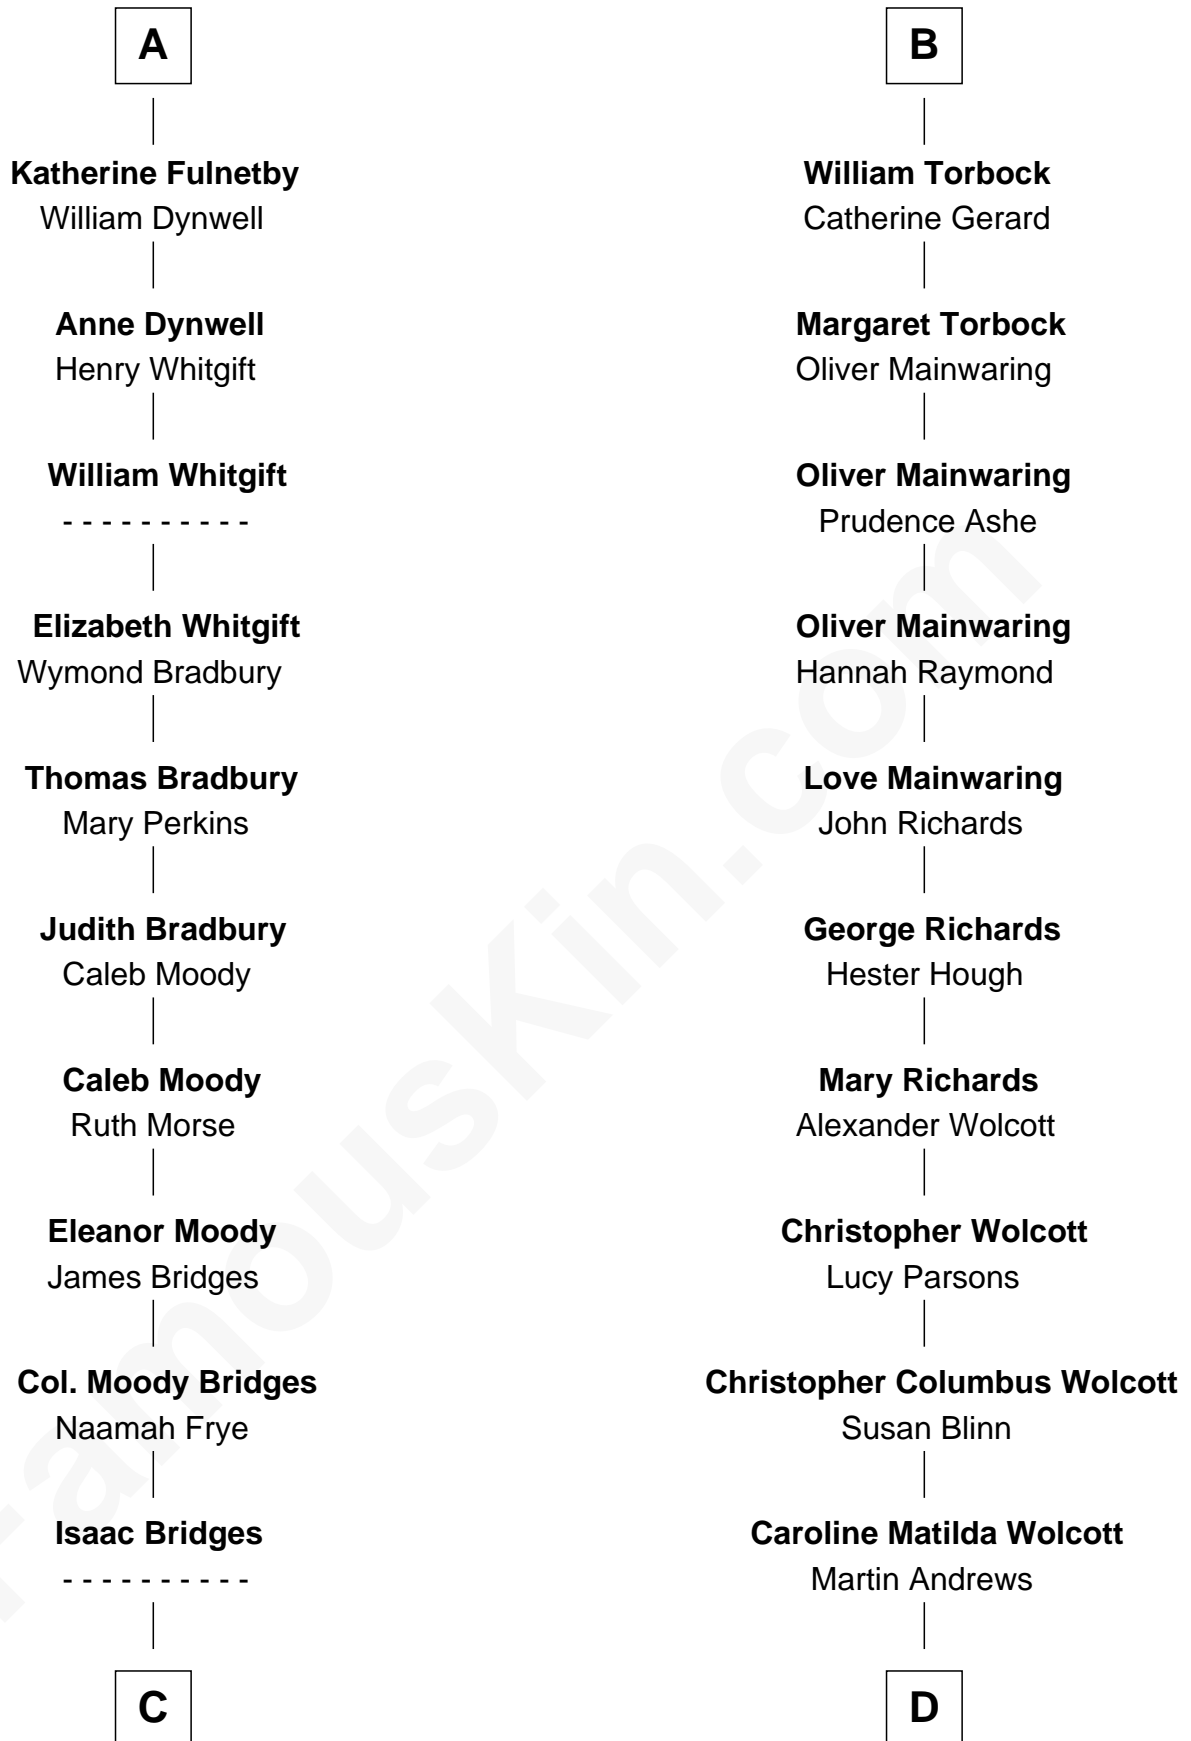 A
Katherine Fulnetby
William Dynwell
Anne Dynwell
Henry Whitgift
William Whitgift
- - - - - - - - - -
Elizabeth Whitgift
Wymond Bradbury
Thomas Bradbury
Mary Perkins
Judith Bradbury
Caleb Moody
Caleb Moody
Ruth Morse
Eleanor Moody
James Bridges
Col. Moody Bridges
Naamah Frye
Isaac Bridges
- - - - - - - - - -
C
B
William Torbock
Catherine Gerard
Margaret Torbock
Oliver Mainwaring
Oliver Mainwaring
Prudence Ashe
Oliver Mainwaring
Hannah Raymond
Love Mainwaring
John Richards
George Richards
Hester Hough
Mary Richards
Alexander Wolcott
Christopher Wolcott
Lucy Parsons
Christopher Columbus Wolcott
Susan Blinn
Caroline Matilda Wolcott
Martin Andrews
D
FamousKin.com